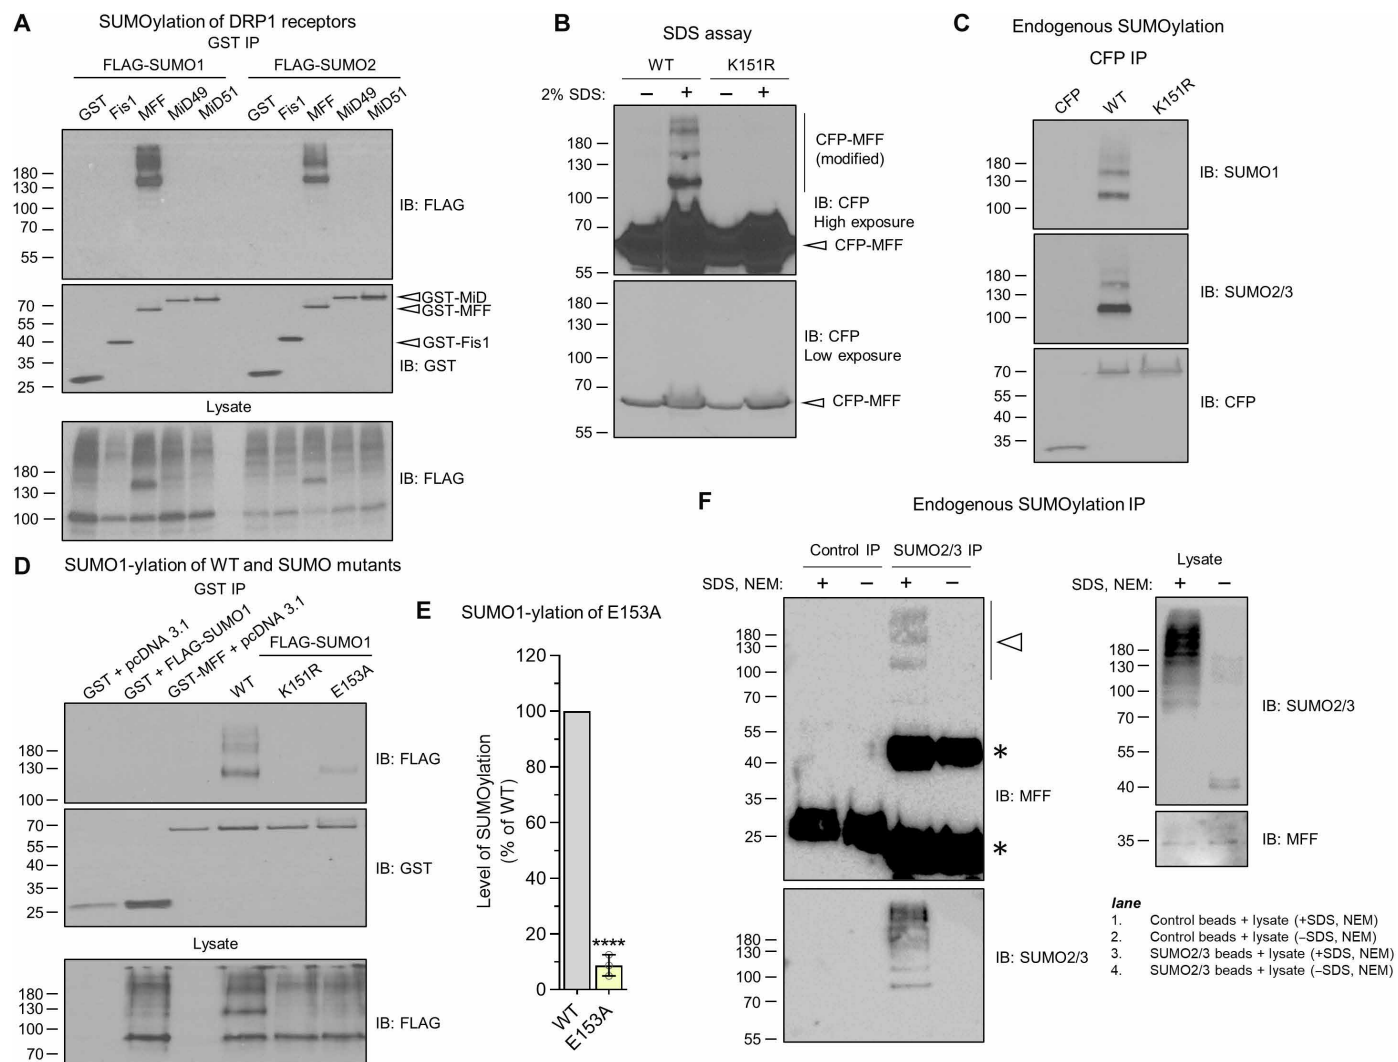 A
SUMOylation of DRP1 receptors
GST IP
FLAG-SUMO1 FLAG-SUMO2
GST Fis1 MFF MiD49 MiD51 GST Fis1 MFF MiD49 MiD51
180
130
100
70
55
IB: FLAG
70
55
40
35
25
GST-MiD
GST-MFF
GST-Fis1
IB: GST
Lysate
180
130
100
IB: FLAG
B
SDS assay
WT K151R
2% SDS: – + – +
180
130
100
70
55
CFP-MFF
(modified)
IB: CFP
High exposure
CFP-MFF
180
130
100
70
55
IB: CFP
Low exposure
CFP-MFF
C
Endogenous SUMOylation
CFP IP
CFP WT K151R
180
130
100
IB: SUMO1
180
130
100
IB: SUMO2/3
70
55
40
35
IB: CFP
D
SUMO1-ylation of WT and SUMO mutants
GST IP
FLAG-SUMO1
GST + pcDNA 3.1 GST + FLAG-SUMO1 GST-MFF + pcDNA 3.1 WT K151R E153A
180
130
100
IB: FLAG
70
55
40
35
25
IB: GST
Lysate
180
130
100
70
IB: FLAG
E
SUMO1-ylation of E153A
Level of SUMOylation
(% of WT)
120
100
80
60
40
20
0
****
WT E153A
F
Endogenous SUMOylation IP
Control IP SUMO2/3 IP
SDS, NEM: + – + –
180
130
100
70
55
40
35
25
*
*
IB: MFF
180
130
100
70
55
IB: SUMO2/3
Lysate
SDS, NEM: + –
180
130
100
70
55
40
IB: SUMO2/3
35
IB: MFF
lane
1. Control beads + lysate (+SDS, NEM)
2. Control beads + lysate (–SDS, NEM)
3. SUMO2/3 beads + lysate (+SDS, NEM)
4. SUMO2/3 beads + lysate (–SDS, NEM)